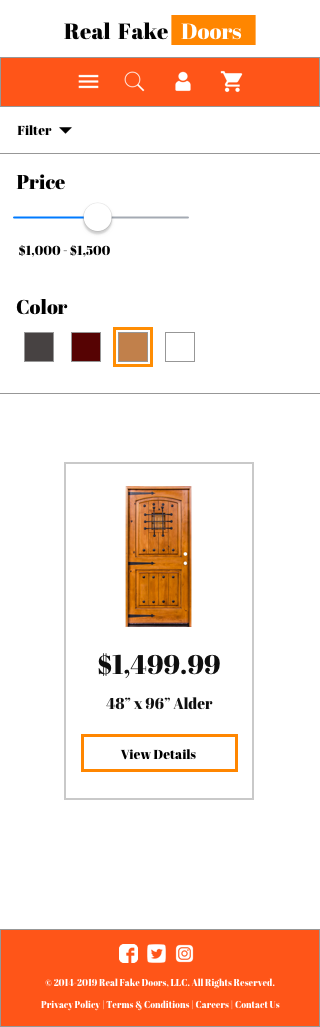 Real Fake Doors
Filter
Price
$1,000 - $1,500
Color
$1,499.99
48” x 96” Alder
View Details
© 2014-2019 Real Fake Doors, LLC. All Rights Reserved.
Privacy Policy | Terms & Conditions | Careers | Contact Us